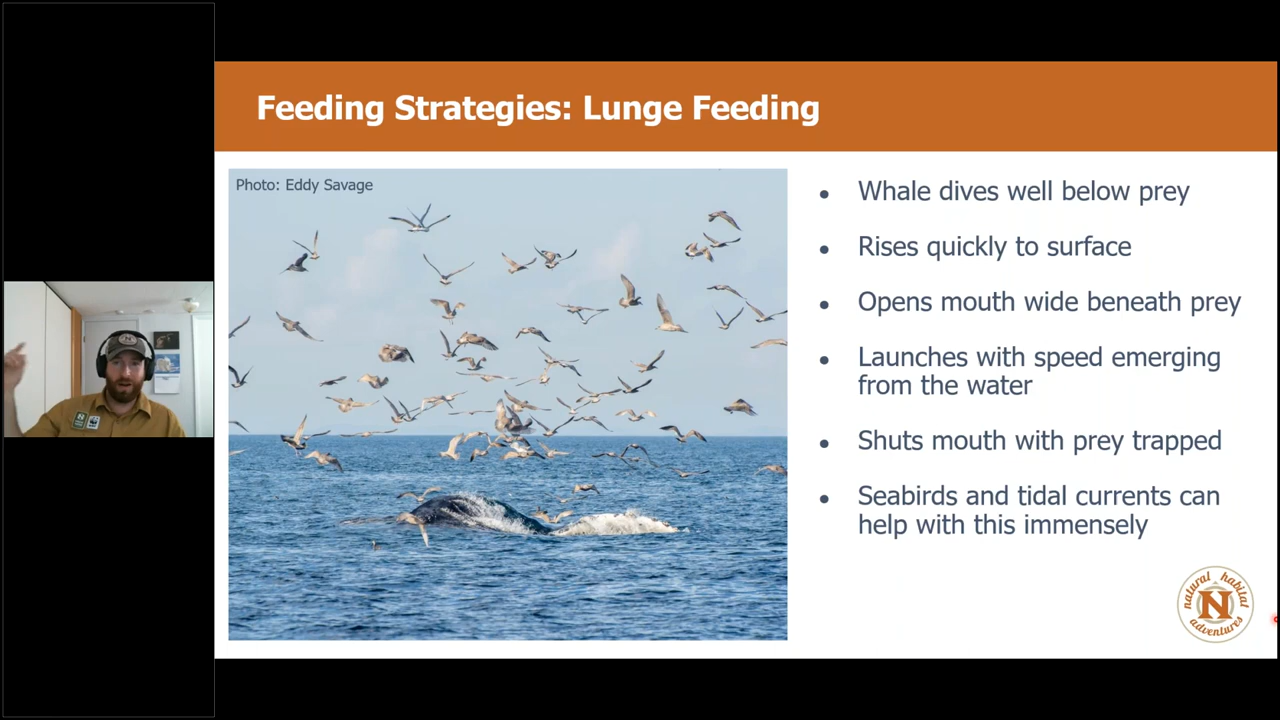 Feeding Strategies: Lunge Feeding
Photo: Eddy Savage
• Whale dives well below prey
• Rises quickly to surface
• Opens mouth wide beneath prey
• Launches with speed emerging
from the water
• Shuts mouth with prey trapped
• Seabirds and tidal currents can
help with this immensely
natural habitat
N
adventures